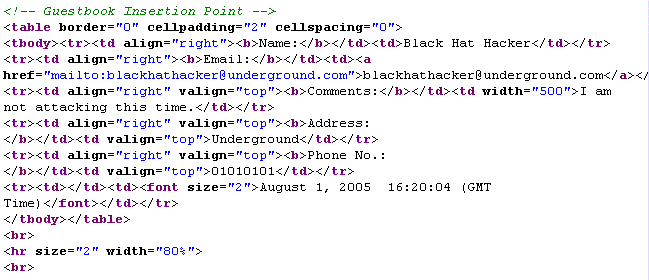 <!-- Guestbook Insertion Point -->
<table border="0" cellpadding="2" cellspacing="0">
<tbody><tr><td align="right"><b>Name:</b></td><td>Black Hat Hacker</td></tr>
<tr><td align="right"><b>Email:</b></td><td><a
href="mailto:blackhathacker@underground.com">blackhathacker@underground.com</a></
<tr><td align="right" valign="top"><b>Comments:</b></td><td width="500">I am
not attacking this time.</td></tr>
<tr><td align="right" valign="top"><b>Address:
</b></td><td valign="top">Underground</td></tr>
<tr><td align="right" valign="top"><b>Phone No.:
</b></td><td valign="top">01010101</td></tr>
<tr><td></td><td><font size="2">August 1, 2005  16:20:04 (GMT
Time)</font></td></tr>
</tbody></table>
<br>
<hr size="2" width="80%">
<br>